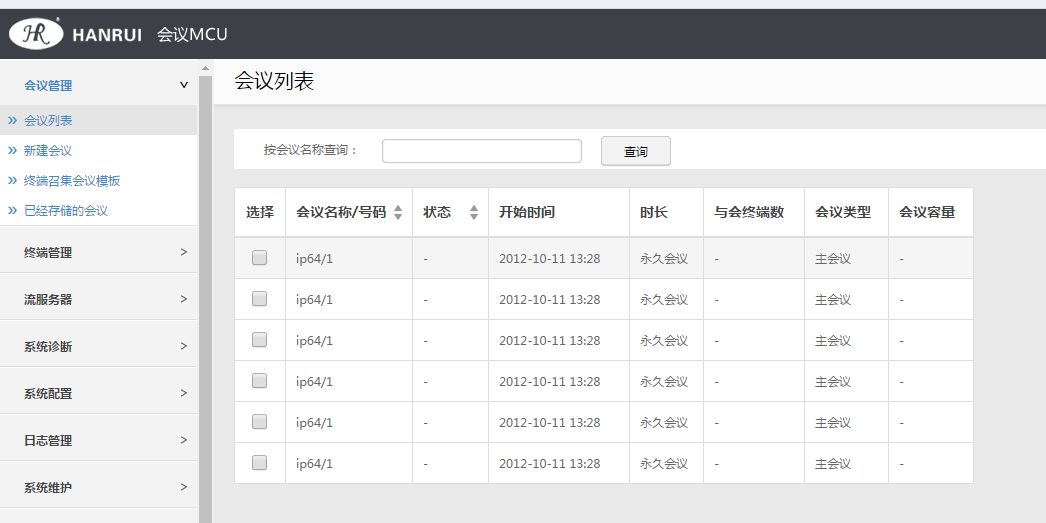 HR HANRUI 会议MCU
会议管理
会议列表
新建会议
终端召集会议模板
已经存储的会议
终端管理
流服务器
系统诊断
系统配置
日志管理
系统维护
会议列表
按会议名称查询： 查询
选择 会议名称/号码 状态 开始时间 时长 与会终端数 会议类型 会议容量
ip64/1 - 2012-10-11 13:28 永久会议 - 主会议 -
ip64/1 - 2012-10-11 13:28 永久会议 - 主会议 -
ip64/1 - 2012-10-11 13:28 永久会议 - 主会议 -
ip64/1 - 2012-10-11 13:28 永久会议 - 主会议 -
ip64/1 - 2012-10-11 13:28 永久会议 - 主会议 -
ip64/1 - 2012-10-11 13:28 永久会议 - 主会议 -